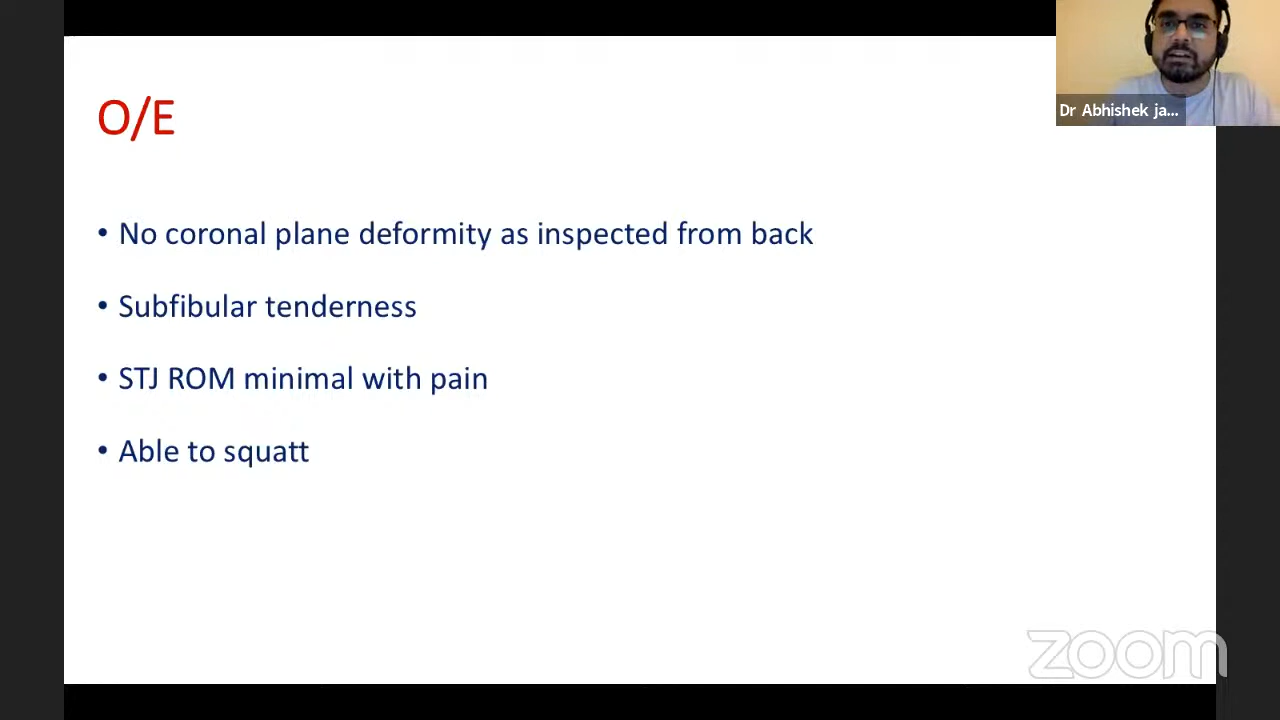 O/E
Dr Abhishek ja...
• No coronal plane deformity as inspected from back
• Subfibular tenderness
• STJ ROM minimal with pain
• Able to squatt
zoom